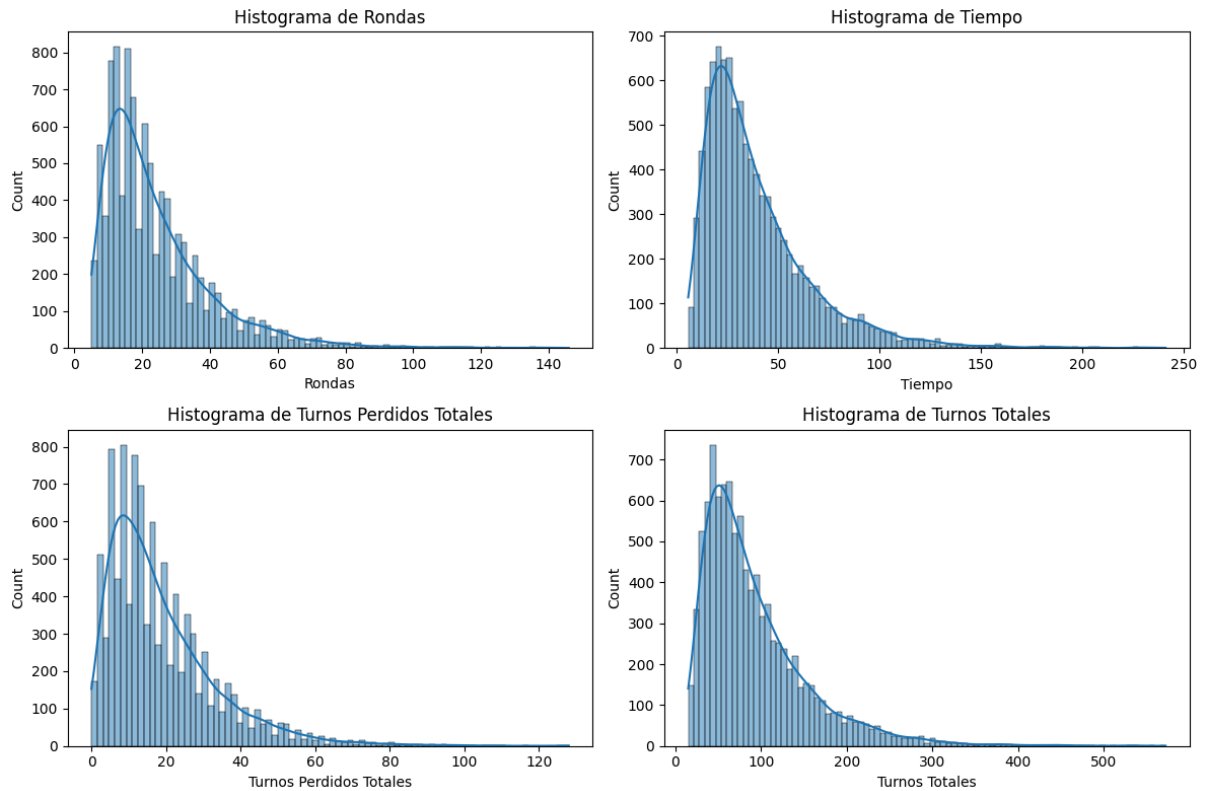 Histograma de Rondas
800
700
600
500
400
300
200
100
0
Count
0 20 40 60 80 100 120 140
Rondas
Histograma de Tiempo
700
600
500
400
300
200
100
0
Count
0 50 100 150 200 250
Tiempo
Histograma de Turnos Perdidos Totales
800
700
600
500
400
300
200
100
0
Count
0 20 40 60 80 100 120
Turnos Perdidos Totales
Histograma de Turnos Totales
700
600
500
400
300
200
100
0
Count
0 100 200 300 400 500
Turnos Totales